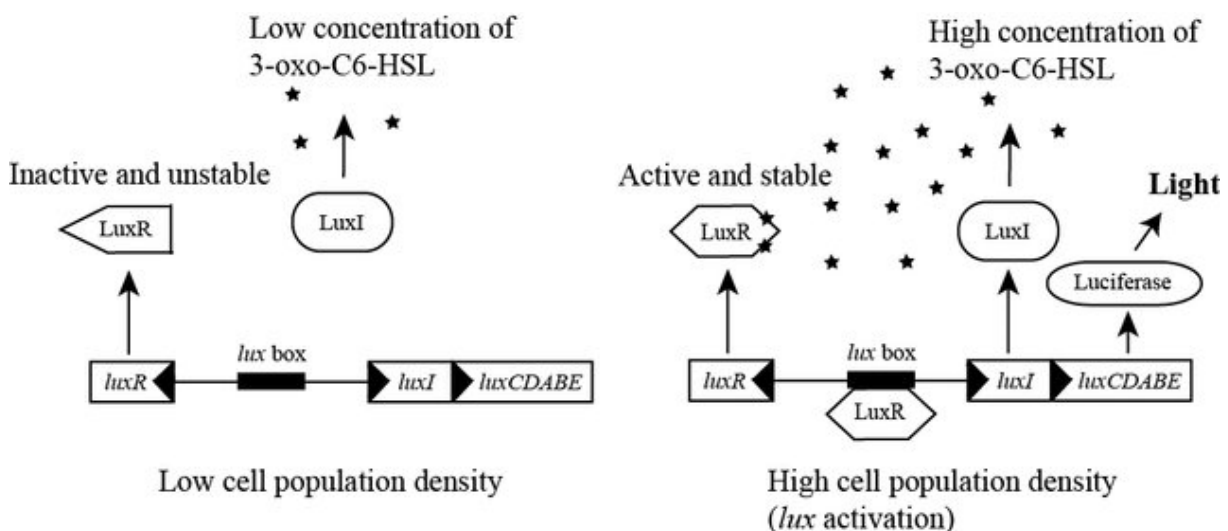 Low concentration of
3-oxo-C6-HSL
Inactive and unstable
LuxR
LuxI
lux box
luxR
luxI
luxCDABE
Low cell population density
High concentration of
3-oxo-C6-HSL
Active and stable
Light
LuxR
LuxI
Luciferase
lux box
luxR
luxI
luxCDABE
LuxR
High cell population density
(lux activation)